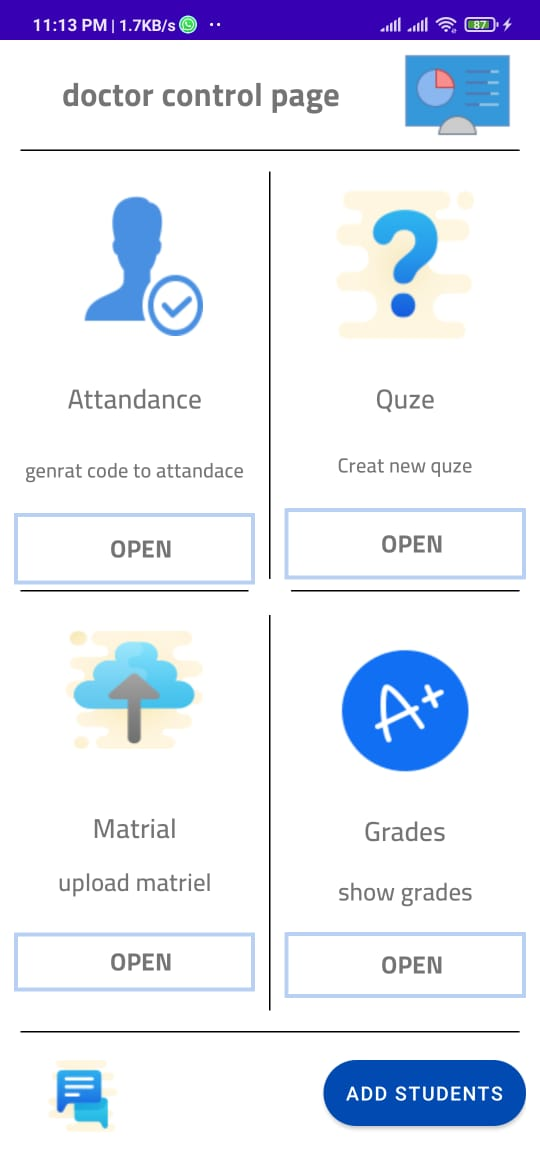 11:13 PM | 1.7KB/s
87
doctor control page
Attandance
Quze
genrat code to attandace
Creat new quze
OPEN
OPEN
A+
Matrial
Grades
upload matriel
show grades
OPEN
OPEN
ADD STUDENTS